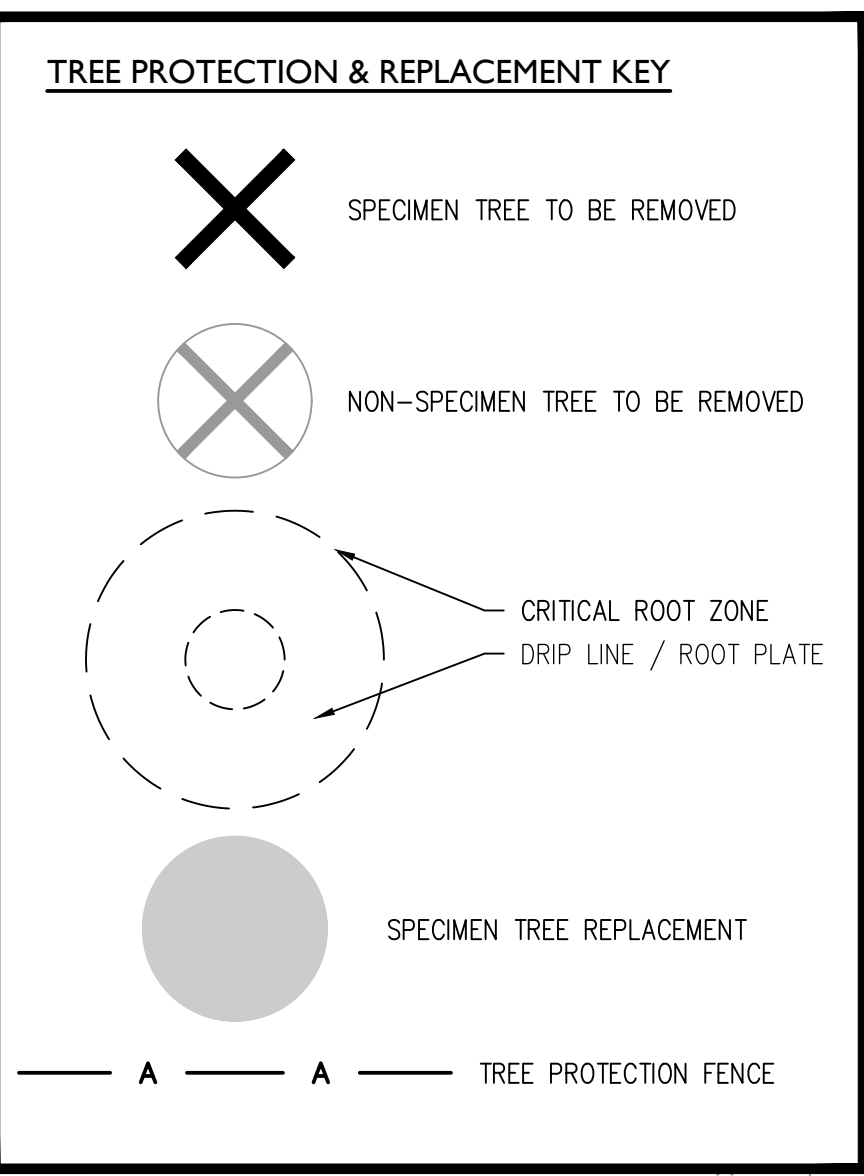 TREE PROTECTION & REPLACEMENT KEY
SPECIMEN TREE TO BE REMOVED
NON-SPECIMEN TREE TO BE REMOVED
CRITICAL ROOT ZONE
DRIP LINE / ROOT PLATE
SPECIMEN TREE REPLACEMENT
A A TREE PROTECTION FENCE